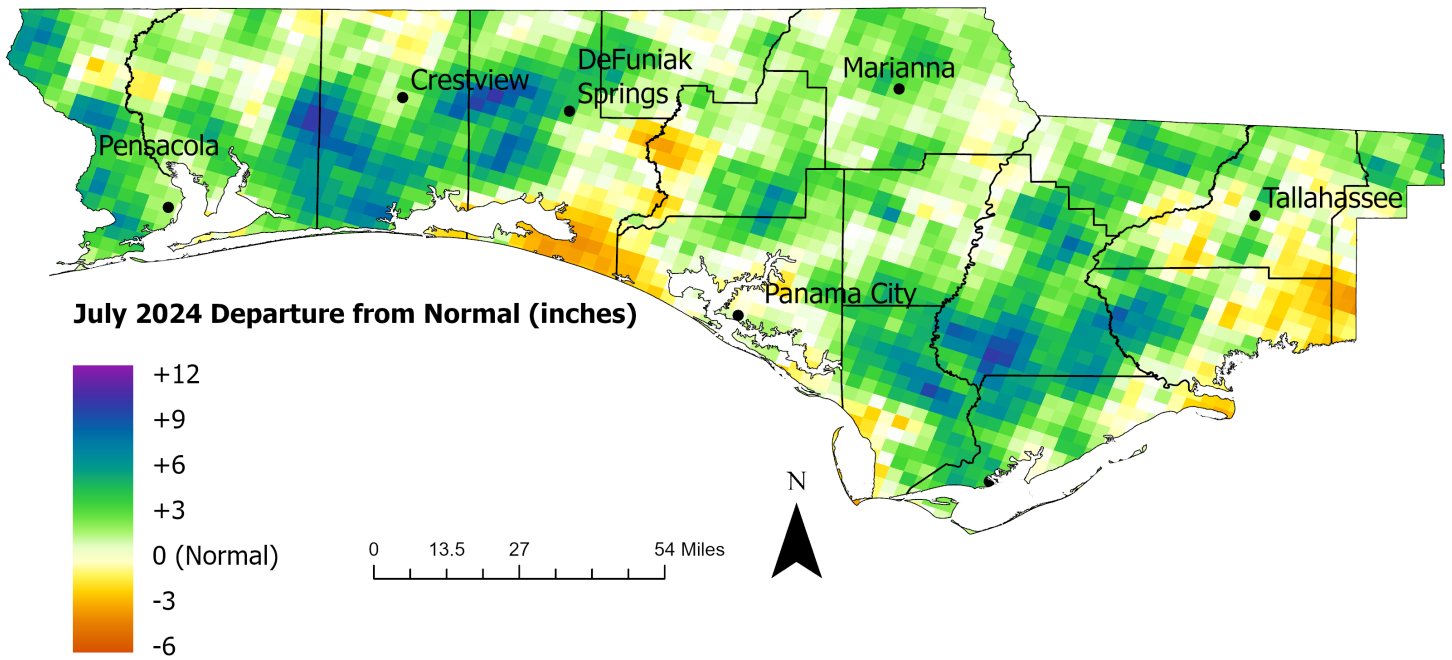 DeFuniak
Springs
Crestview
Marianna
Pensacola
Tallahassee
Panama City
July 2024 Departure from Normal (inches)
+12
+9
+6
+3
0 (Normal)
-3
-6
N
0 13.5 27 54 Miles